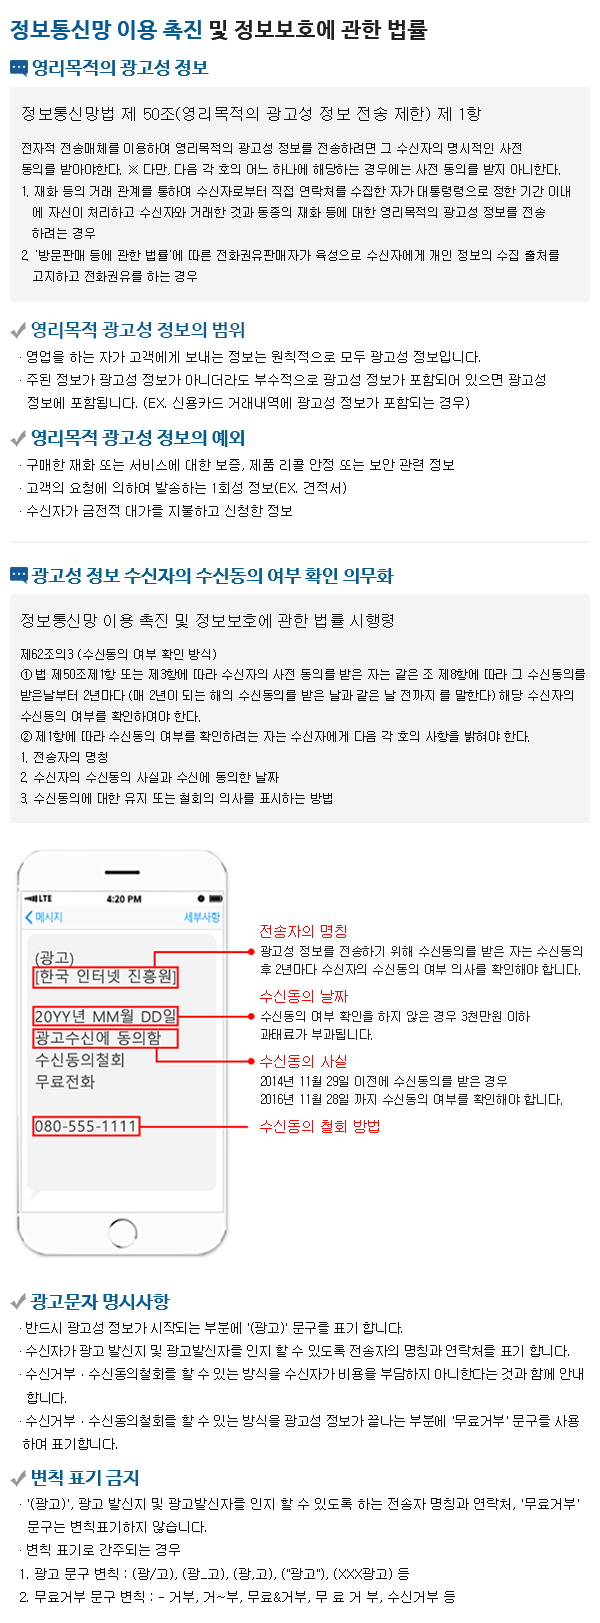 정보통신망 이용 촉진 및 정보보호에 관한 법률
영리목적의 광고성 정보
정보통신망법 제 50조(영리목적의 광고성 정보 전송 제한) 제 1항
전자적 전송매체를 이용하여 영리목적의 광고성 정보를 전송하려면 그 수신자의 명시적인 사전
동의를 받아야한다. ※ 다만, 다음 각 호의 어느 하나에 해당하는 경우에는 사전 동의를 받지 아니한다.
1. 재화 등의 거래 관계를 통하여 수신자로부터 직접 연락처를 수집한 자가 대통령령으로 정한 기간 이내
에 자신이 처리하고 수신자와 거래한 것과 동종의 재화 등에 대한 영리목적의 광고성 정보를 전송
하려는 경우
2. '방문판매 등에 관한 법률'에 따른 전화권유판매자가 육성으로 수신자에게 개인 정보의 수집 출처를
고지하고 전화권유를 하는 경우
영리목적 광고성 정보의 범위
· 영업을 하는 자가 고객에게 보내는 정보는 원칙적으로 모두 광고성 정보입니다.
· 주된 정보가 광고성 정보가 아니더라도 부수적으로 광고성 정보가 포함되어 있으면 광고성
정보에 포함됩니다. (EX. 신용카드 거래내역에 광고성 정보가 포함되는 경우)
영리목적 광고성 정보의 예외
· 구매한 재화 또는 서비스에 대한 보증, 제품 리콜 안정 또는 보안 관련 정보
· 고객의 요청에 의하여 발송하는 1회성 정보(EX. 견적서)
· 수신자가 금전적 대가를 지불하고 신청한 정보
광고성 정보 수신자의 수신동의 여부 확인 의무화
정보통신망 이용 촉진 및 정보보호에 관한 법률 시행령
제62조의3 (수신동의 여부 확인 방식)
① 법 제50조제1항 또는 제3항에 따라 수신자의 사전 동의를 받은 자는 같은 조 제8항에 따라 그 수신동의를
받은날부터 2년마다 (매 2년이 되는 해의 수신동의를 받은 날과 같은 날 전까지 를 말한다) 해당 수신자의
수신동의 여부를 확인하여야 한다.
② 제1항에 따라 수신동의 여부를 확인하려는 자는 수신자에게 다음 각 호의 사항을 밝혀야 한다.
1. 전송자의 명칭
2. 수신자의 수신동의 사실과 수신에 동의한 날짜
3. 수신동의에 대한 유지 또는 철회의 의사를 표시하는 방법
LTE 4:20 PM
메시지 세부사항
(광고)
[한국 인터넷 진흥원]
20YY년 MM월 DD일
광고수신에 동의함
수신동의철회
무료전화
080-555-1111
전송자의 명칭
광고성 정보를 전송하기 위해 수신동의를 받은 자는 수신동의
후 2년마다 수신자의 수신동의 여부 의사를 확인해야 합니다.
수신동의 날짜
수신동의 여부 확인을 하지 않은 경우 3천만원 이하
과태료가 부과됩니다.
수신동의 사실
2014년 11월 29일 이전에 수신동의를 받은 경우
2016년 11월 28일 까지 수신동의 여부를 확인해야 합니다.
수신동의 철회 방법
광고문자 명시사항
· 반드시 광고성 정보가 시작되는 부분에 '(광고)' 문구를 표기 합니다.
· 수신자가 광고 발신지 및 광고발신자를 인지 할 수 있도록 전송자의 명칭과 연락처를 표기 합니다.
· 수신거부 · 수신동의철회를 할 수 있는 방식을 수신자가 비용을 부담하지 아니한다는 것과 함께 안내
합니다.
· 수신거부 · 수신동의철회를 할 수 있는 방식을 광고성 정보가 끝나는 부분에 '무료거부' 문구를 사용
하여 표기합니다.
변칙 표기 금지
· '(광고)', 광고 발신지 및 광고발신자를 인지 할 수 있도록 하는 전송자 명칭과 연락처, '무료거부'
문구는 변칙표기하지 않습니다.
· 변칙 표기로 간주되는 경우
1. 광고 문구 변칙 : (광/고), (광_고), (광,고), ("광고"), (XXX광고) 등
2. 무료거부 문구 변칙 : - 거부, 거~부, 무료&거부, 무 료 거 부, 수신거부 등